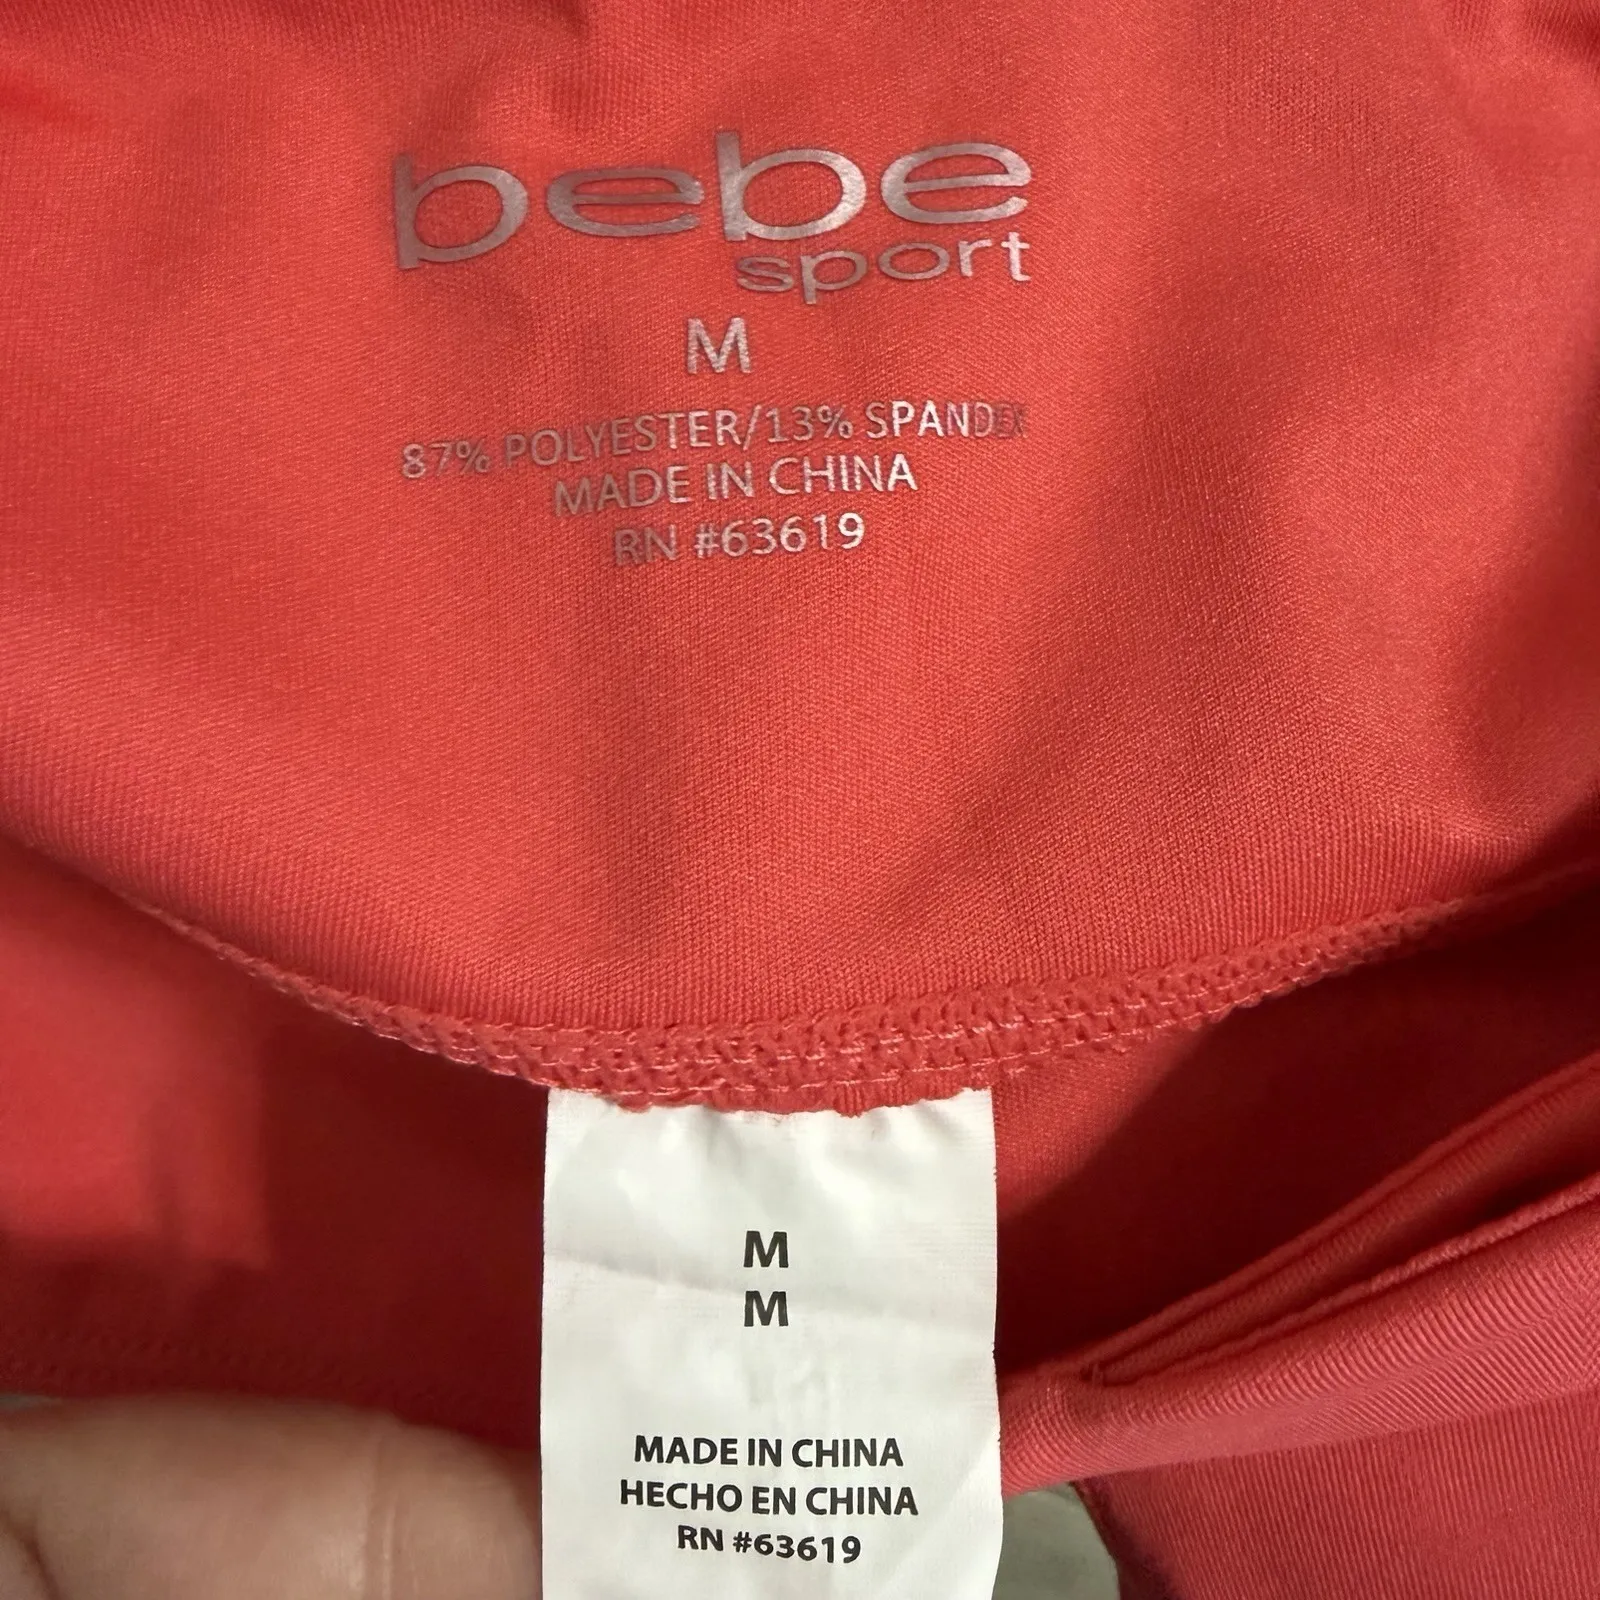 bebe
sport
M
87% POLYESTER/13% SPANDEX
MADE IN CHINA
RN #63619
M
M
MADE IN CHINA
HECHO EN CHINA
RN #63619